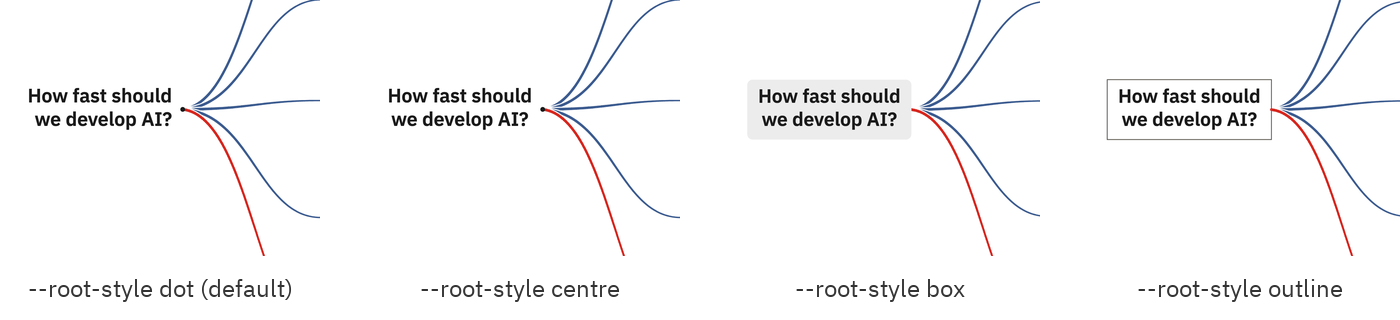 How fast should
we develop AI?
--root-style dot (default)
How fast should
we develop AI?
--root-style centre
How fast should
we develop AI?
--root-style box
How fast should
we develop AI?
--root-style outline